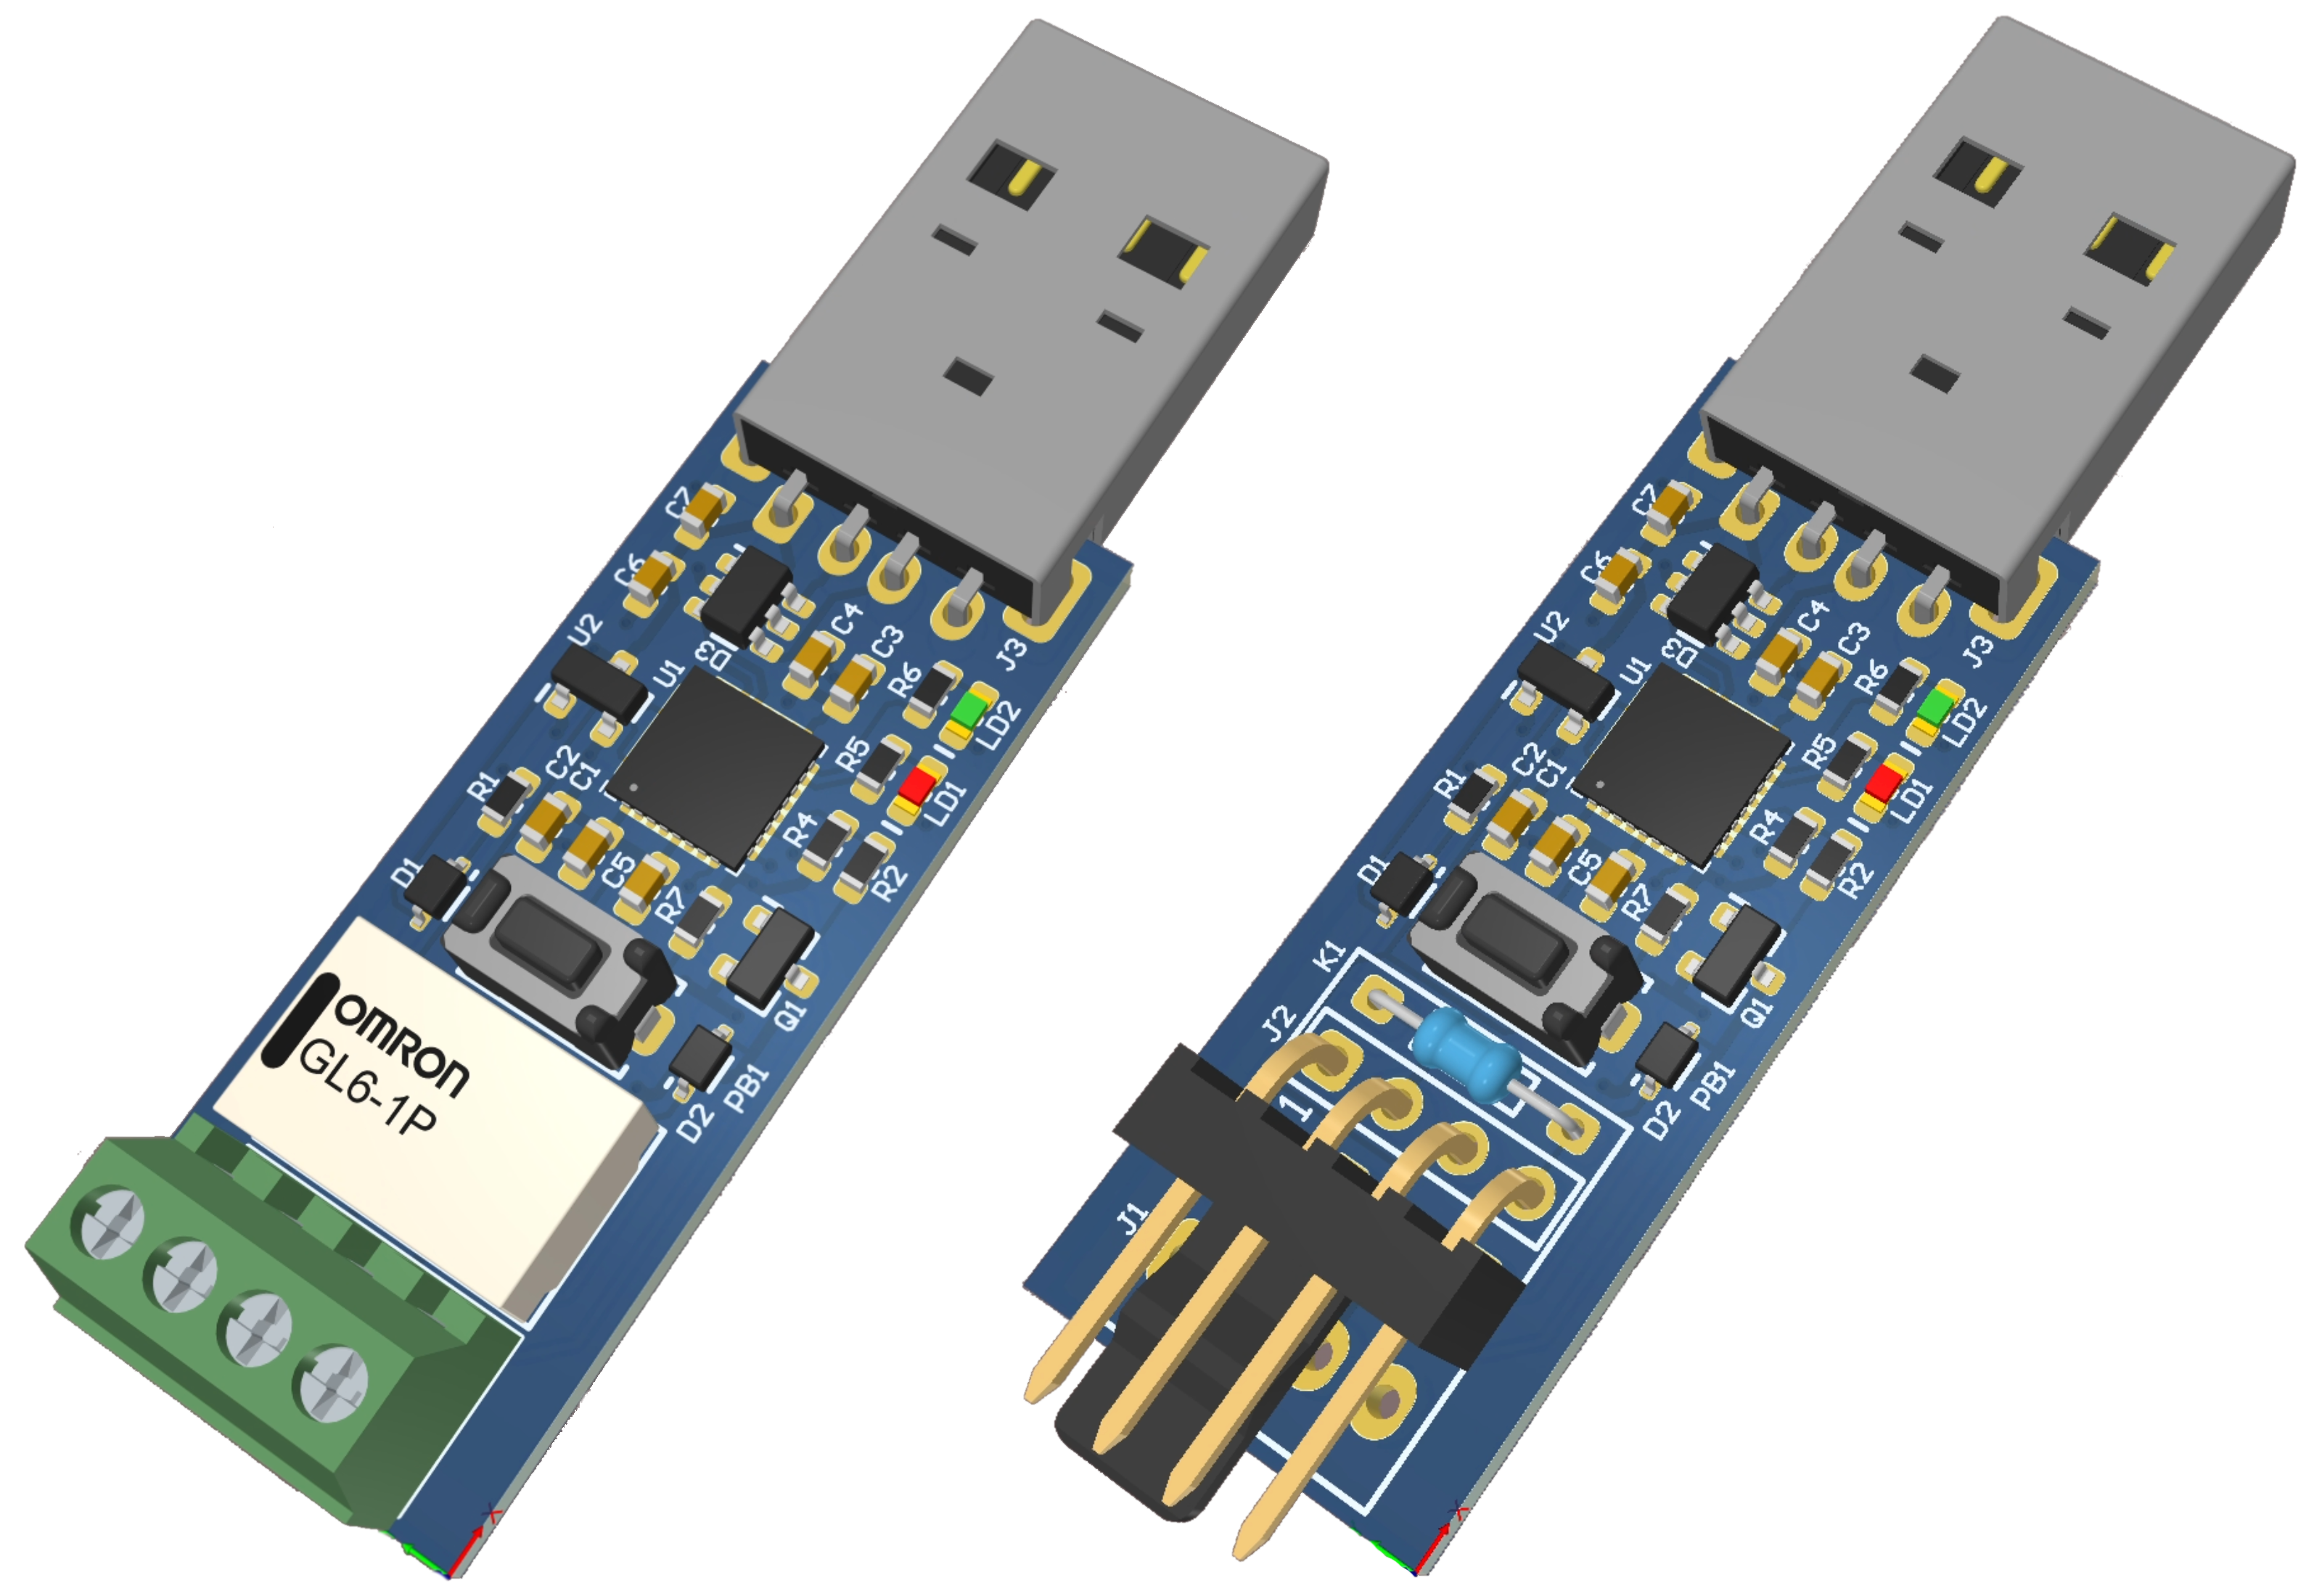 C7
C6
U2
D3
C4
C3
J3
U1
R6
LD2
R5
LD1
C2
C1
R1
R4
R2
C5
R7
D1
Q1
OMRON
GL6-1P
PB1
D2
X
C7
C6
U2
D3
C4
C3
J3
U1
R6
LD2
R5
LD1
C2
C1
R1
R4
R2
C5
R7
D1
Q1
K1
J2
1
PB1
D2
J1
X